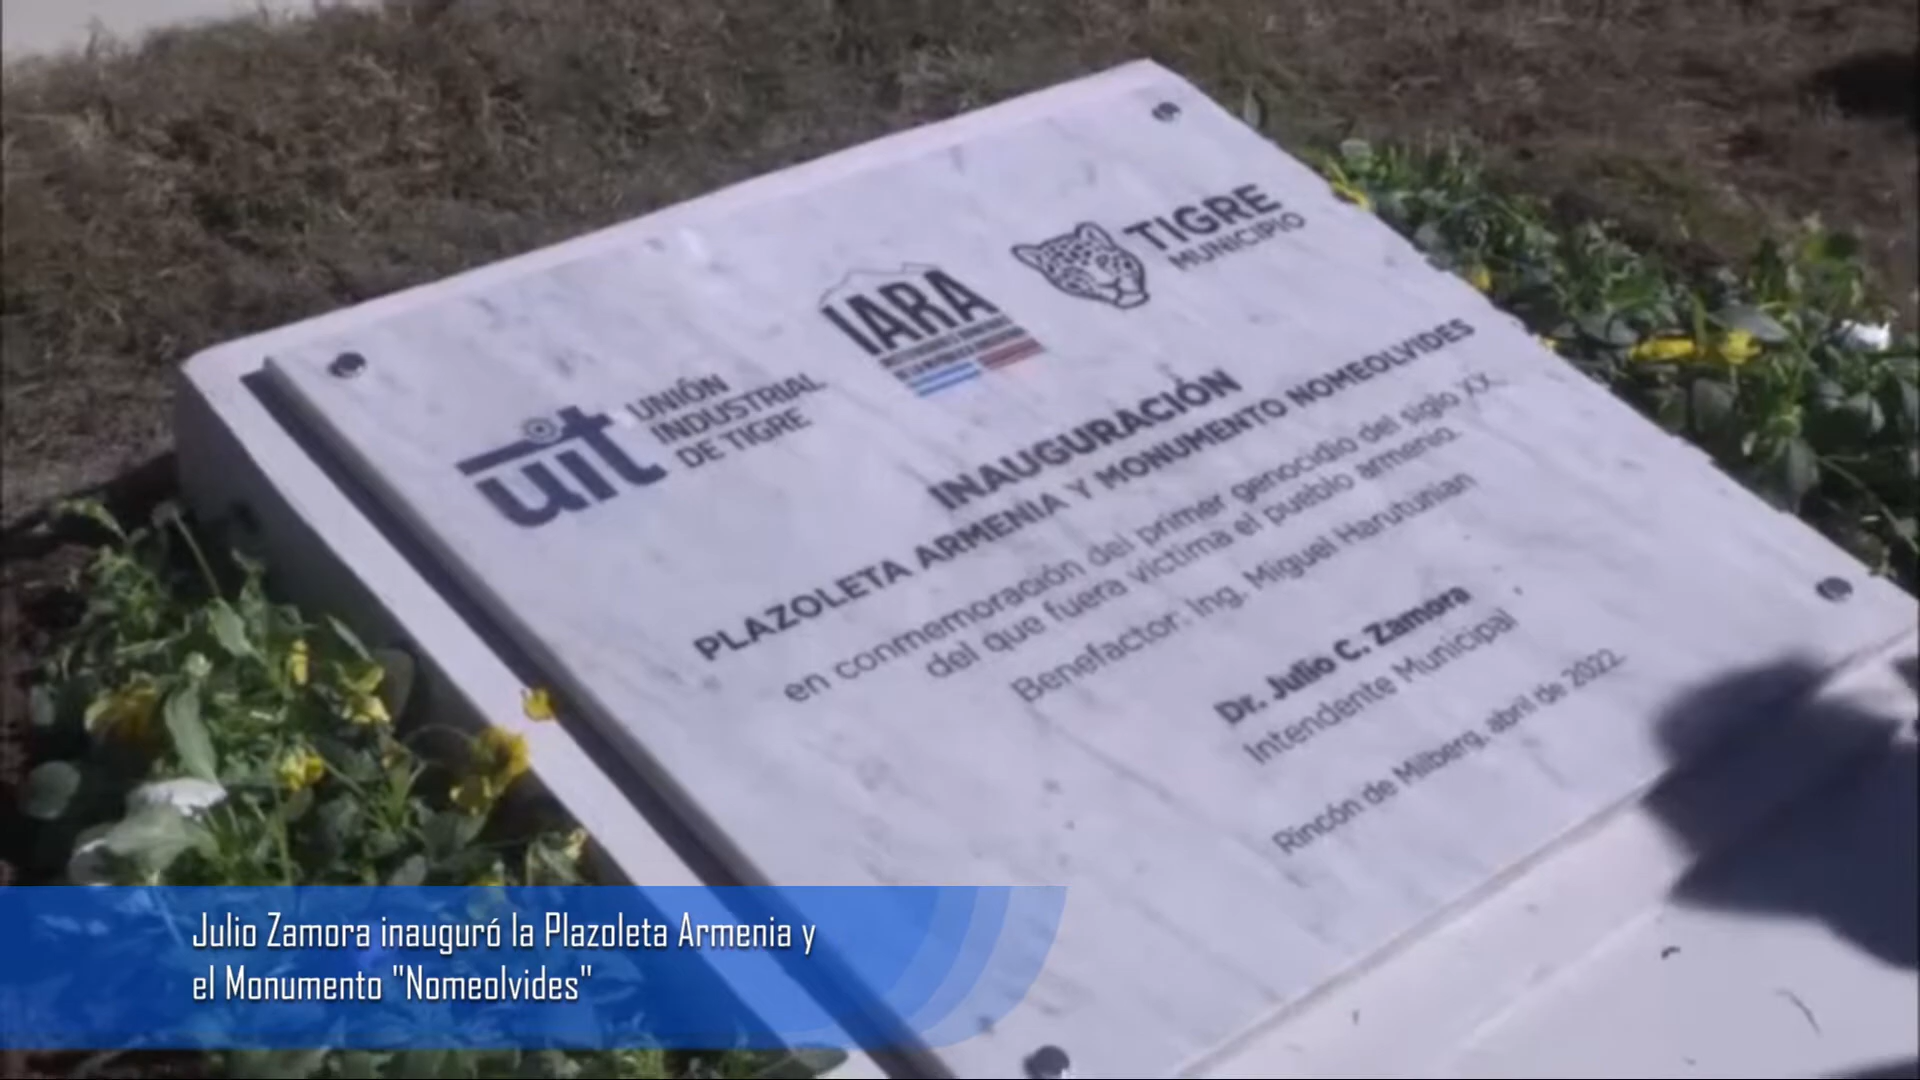 uit
UNIÓN
INDUSTRIAL
DE TIGRE
IARA
TIGRE
MUNICIPIO
INAUGURACIÓN
PLAZOLETA ARMENIA Y MONUMENTO NOMEOLVIDES
en conmemoración del primer genocidio del siglo XX
del que fuera víctima el pueblo armenio.
Benefactor: Ing. Miguel Harutunian
Dr. Julio C. Zamora
Intendente Municipal
Rincón de Milberg, abril de 2022.
Julio Zamora inauguró la Plazoleta Armenia y
el Monumento "Nomeolvides"